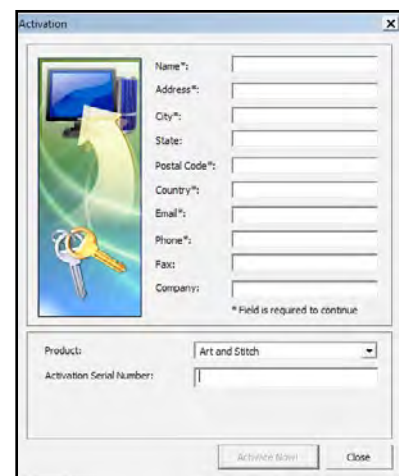 Activation
Name*:
Address*:
City*:
State:
Postal Code*:
Country*:
Email*:
Phone*:
Fax:
Company:
* Field is required to continue
Product: Art and Stitch
Activation Serial Number:
Activate Now! Close